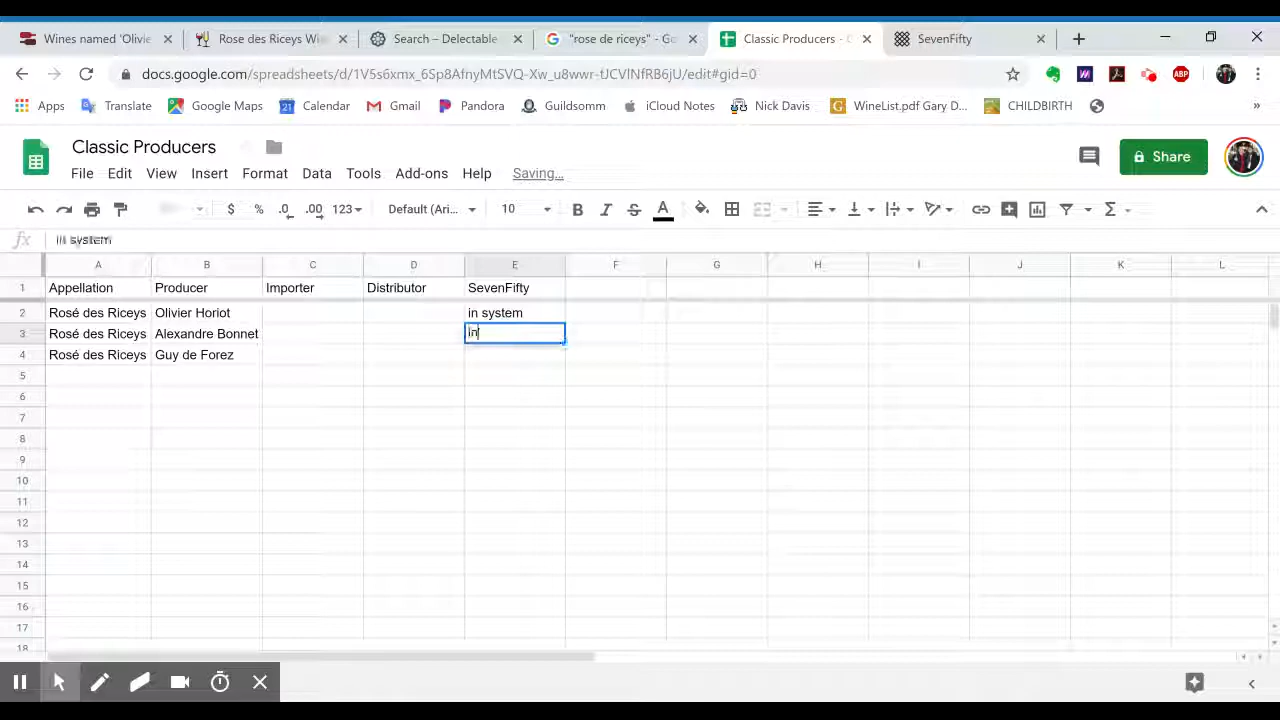 Wines named 'Olivie
Rose des Riceys Wi
Search – Delectable
"rose de riceys" - Go
Classic Producers - G
SevenFifty
docs.google.com/spreadsheets/d/
/edit#gid=0
ABP
Apps
Translate
Google Maps
Calendar
Gmail
Pandora
Guildsomm
iCloud Notes
Nick Davis
WineList.pdf Gary D...
CHILDBIRTH
»
Classic Producers
Share
File Edit View Insert Format Data Tools Add-ons Help Saving...
$ % .0 .00 123 Default (Ari... 10 B I S A Σ
fx in system
A B C D E F G H I J K L
1 Appellation Producer Importer Distributor SevenFifty
2 Rosé des Riceys Olivier Horiot in system
3 Rosé des Riceys Alexandre Bonnet in
4 Rosé des Riceys Guy de Forez
5
6
7
8
9
10
11
12
13
14
15
16
17
18